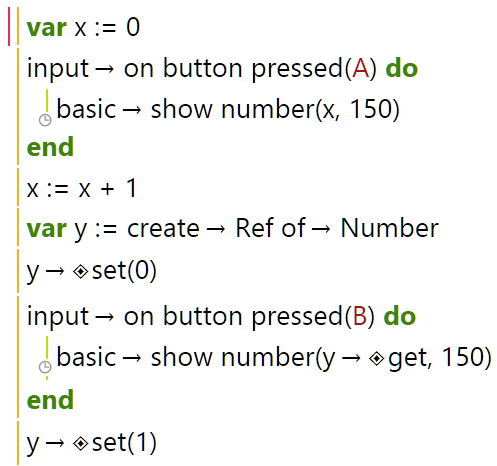 var x := 0
input → on button pressed(A) do
basic → show number(x, 150)
end
x := x + 1
var y := create → Ref of → Number
y → ◈set(0)
input → on button pressed(B) do
basic → show number(y → ◈get, 150)
end
y → ◈set(1)